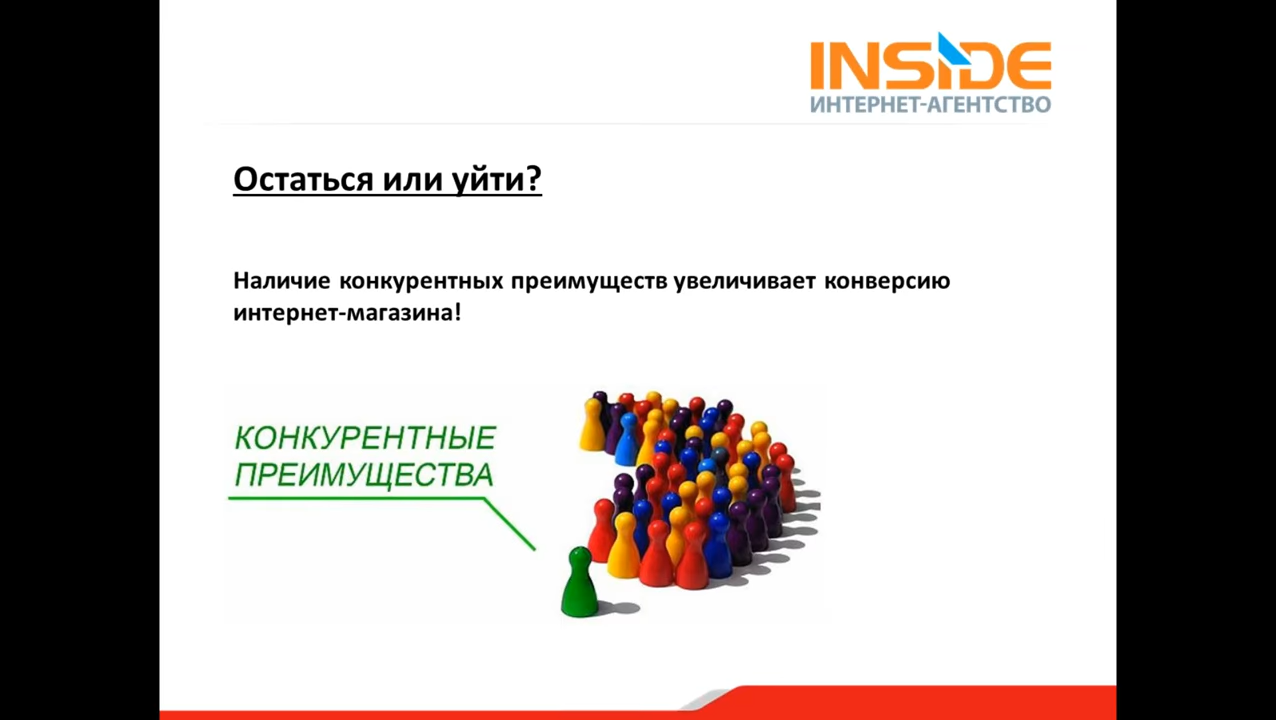 INSIDE
ИНТЕРНЕТ-АГЕНТСТВО
Остаться или уйти?
Наличие конкурентных преимуществ увеличивает конверсию
интернет-магазина!
КОНКУРЕНТНЫЕ
ПРЕИМУЩЕСТВА